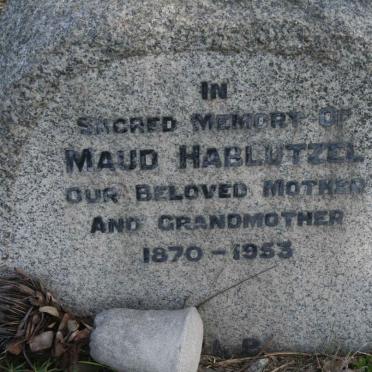 IN
SACRED MEMORY OF
MAUD HABLUTZEL
OUR BELOVED MOTHER
AND GRANDMOTHER
1870 - 1953